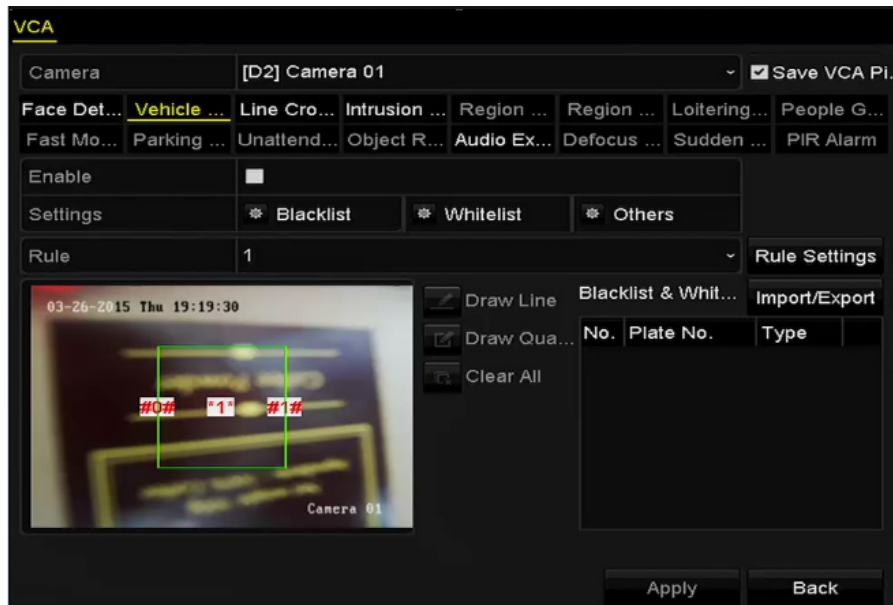 VCA
Camera [D2] Camera 01 Save VCA Pi.
Face Det... Vehicle ... Line Cro... Intrusion ... Region ... Region ... Loitering... People G...
Fast Mo... Parking ... Unattend... Object R... Audio Ex... Defocus ... Sudden ... PIR Alarm
Enable
Settings Blacklist Whitelist Others
Rule 1 Rule Settings
03-26-2015 Thu 19:19:30
#0# *1* #1#
Camera 01
Draw Line
Draw Qua...
Clear All
Blacklist & Whit... Import/Export
No. Plate No. Type
Apply Back